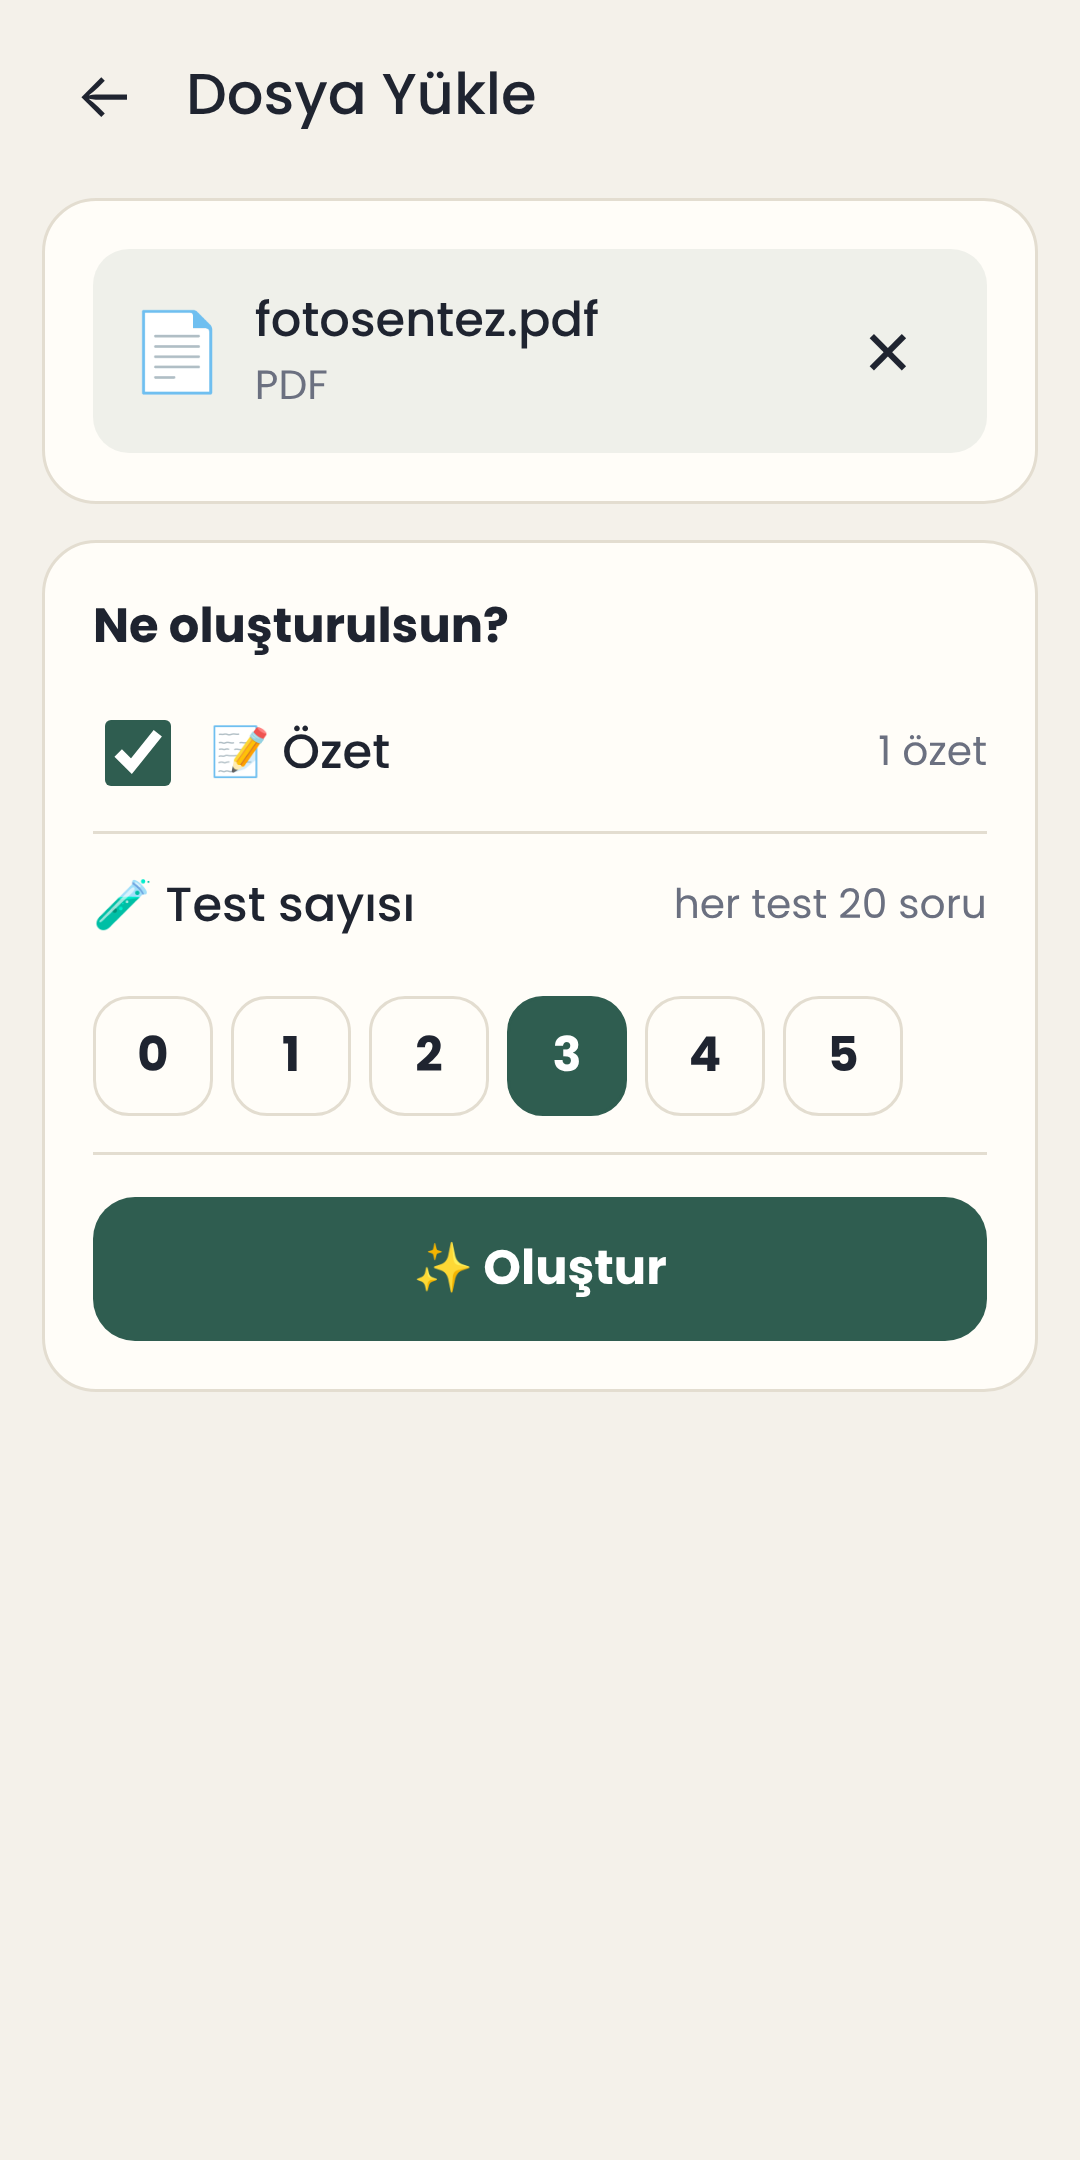 Dosya Yükle
fotosentez.pdf
PDF
Ne oluşturulsun?
Özet
1 özet
Test sayısı
her test 20 soru
0 1 2 3 4 5
Oluştur